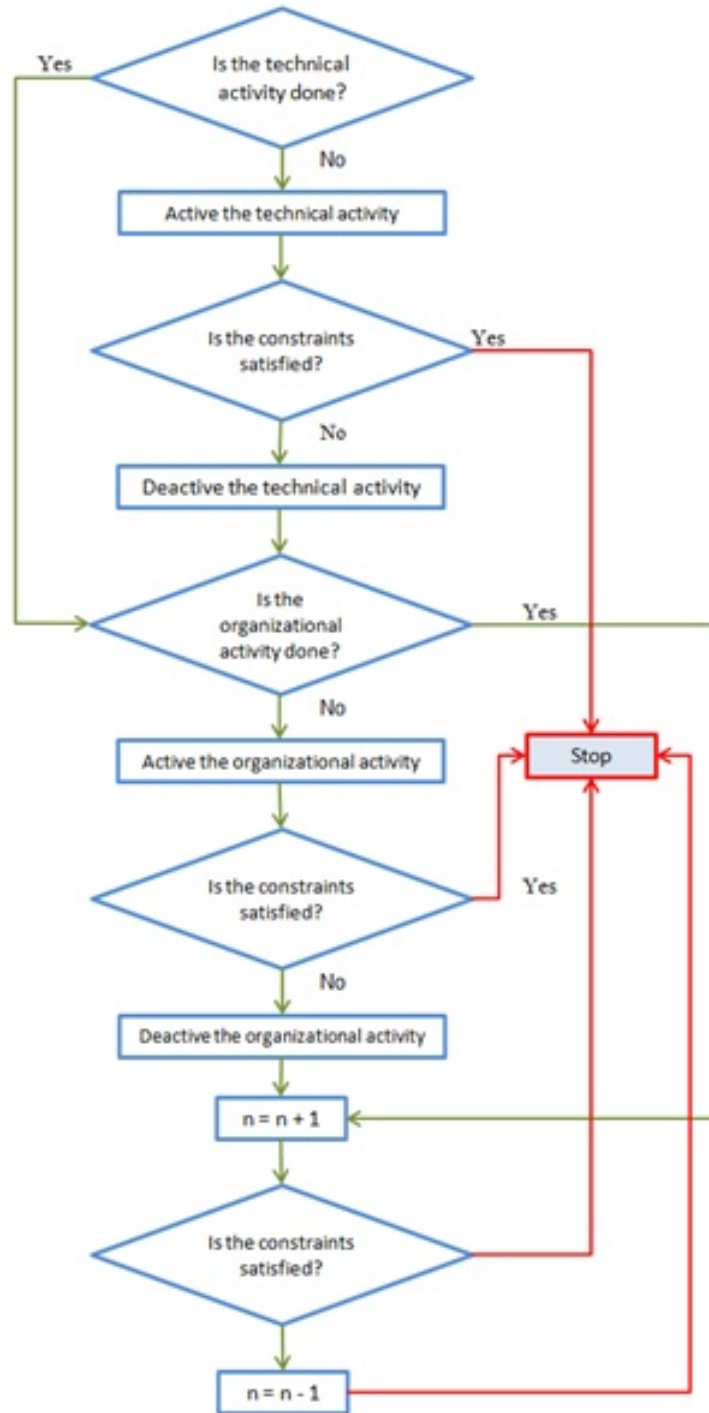 Yes
Is the technical
activity done?
No
Active the technical activity
Is the constraints
satisfied?
Yes
No
Deactive the technical activity
Is the
organizational
activity done?
Yes
No
Active the organizational activity
Stop
Is the constraints
satisfied?
Yes
No
Deactive the organizational activity
n = n + 1
Is the constraints
satisfied?
n = n - 1